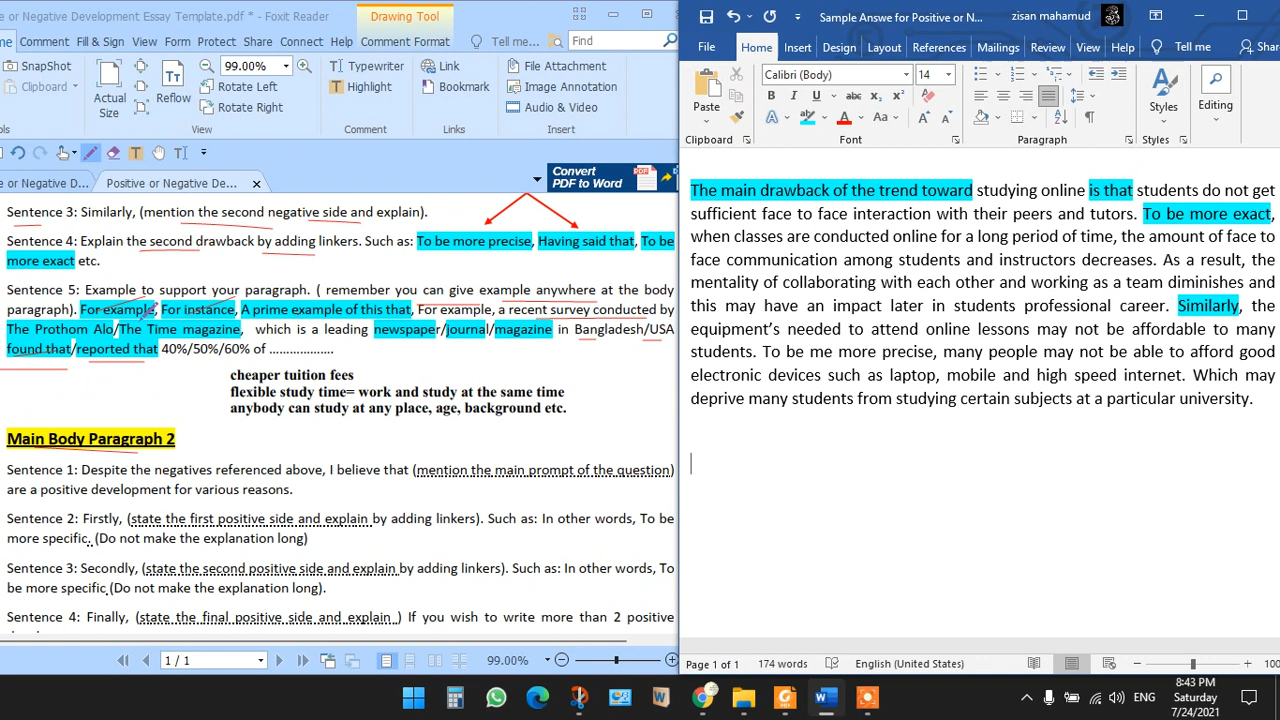 e or Negative Development Essay Template.pdf * - Foxit Reader
Drawing Tool
me Comment Fill & Sign View Form Protect Share Connect Help Comment Format Tell me... Find
SnapShot
Clipboard
Actual Size
Reflow
99.00%
Rotate Left
Rotate Right
View
Typewriter
Highlight
Comment
Link
Bookmark
Links
File Attachment
Image Annotation
Audio & Video
Insert
e or Negative D...
Positive or Negative De...
Convert
PDF to Word
Sentence 3: Similarly, (mention the second negative side and explain).
Sentence 4: Explain the second drawback by adding linkers. Such as: To be more precise, Having said that, To be
more exact etc.
Sentence 5: Example to support your paragraph. ( remember you can give example anywhere at the body
paragraph). For example, For instance, A prime example of this that, For example, a recent survey conducted by
The Prothom Alo/The Time magazine, which is a leading newspaper/journal/magazine in Bangladesh/USA
found that/reported that 40%/50%/60% of ....................
cheaper tuition fees
flexible study time= work and study at the same time
anybody can study at any place, age, background etc.
Main Body Paragraph 2
Sentence 1: Despite the negatives referenced above, I believe that (mention the main prompt of the question)
are a positive development for various reasons.
Sentence 2: Firstly, (state the first positive side and explain by adding linkers). Such as: In other words, To be
more specific. (Do not make the explanation long)
Sentence 3: Secondly, (state the second positive side and explain by adding linkers). Such as: In other words, To
be more specific (Do not make the explanation long).
Sentence 4: Finally, (state the final positive side and explain ) If you wish to write more than 2 positive
1 / 1
99.00%
Sample Answe for Positive or N...
zisan mahamud
File Home Insert Design Layout References Mailings Review View Help Tell me Shar
Paste
Clipboard
Calibri (Body) 14
B I U abc x₂ x²
A A Aa A A
Font
Paragraph
Styles
Styles
Editing
The main drawback of the trend toward studying online is that students do not get
sufficient face to face interaction with their peers and tutors. To be more exact,
when classes are conducted online for a long period of time, the amount of face to
face communication among students and instructors decreases. As a result, the
mentality of collaborating with each other and working as a team diminishes and
this may have an impact later in students professional career. Similarly, the
equipment’s needed to attend online lessons may not be affordable to many
students. To be me more precise, many people may not be able to afford good
electronic devices such as laptop, mobile and high speed internet. Which may
deprive many students from studying certain subjects at a particular university.
Page 1 of 1 174 words English (United States) 100
ENG
8:43 PM
Saturday
7/24/2021